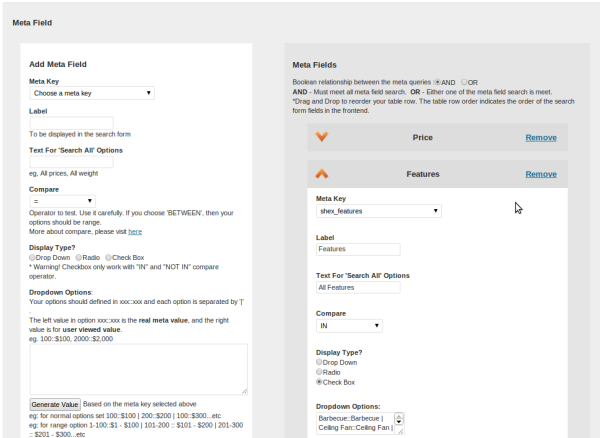 Meta Field
Add Meta Field
Meta Key
Choose a meta key
Label
To be displayed in the search form
Text For 'Search All' Options
eg, All prices, All weight
Compare
=
Operator to test. Use it carefully. If you choose 'BETWEEN', then your
options should be range.
More about compare, please visit here
Display Type?
Drop Down Radio Check Box
* Warning! Checkbox only work with "IN" and "NOT IN" compare
operator.
Dropdown Options:
Your options should defined in xxx::xxx and each option is separated by '|'
.
The left value in option xxx::xxx is the real meta value, and the right
value is for user viewed value.
eg. 100::$100, 2000::$2,000
Generate Value Based on the meta key selected above
eg: for normal options set 100::$100 | 200::$200 | 100::$300...etc
eg: for range option 1-100::$1 - $100 | 101-200 :: $101 - $200 | 201-300
:: $201 - $300...etc
Meta Fields
Boolean relationship between the meta queries : AND OR
AND - Must meet all meta field search. OR - Either one of the meta field search is meet.
*Drag and Drop to reorder your table row. The table row order indicates the order of the search
form fields in the frontend.
Price Remove
Features Remove
Meta Key
shex_features
Label
Features
Text For 'Search All' Options
All Features
Compare
IN
Display Type?
Drop Down
Radio
Check Box
Dropdown Options:
Barbecue::Barbecue |
Ceiling Fan::Ceiling Fan |